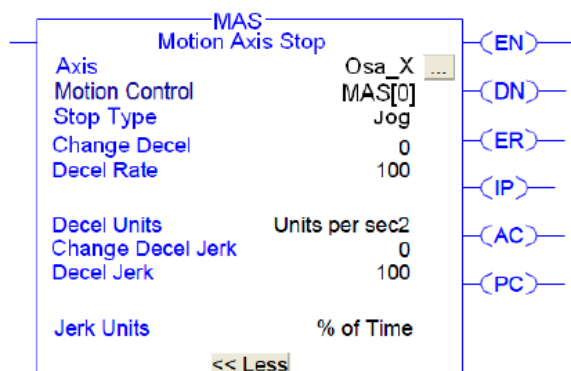 MAS
Motion Axis Stop
Axis Osa_X ...
Motion Control MAS[0]
Stop Type Jog
Change Decel 0
Decel Rate 100
Decel Units Units per sec2
Change Decel Jerk 0
Decel Jerk 100
Jerk Units % of Time
<< Less
EN
DN
ER
IP
AC
PC